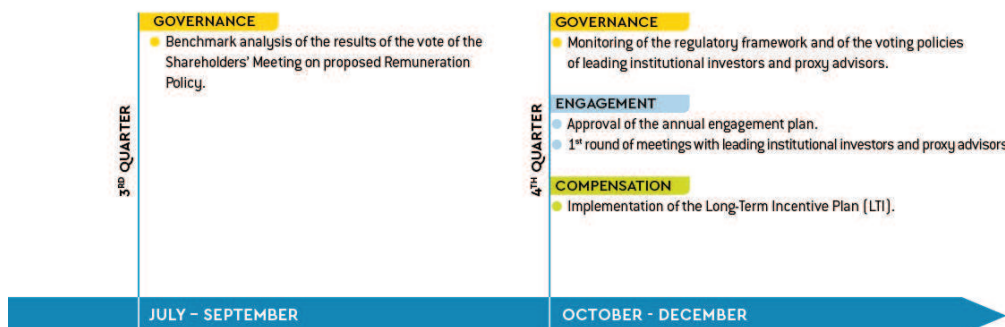 GOVERNANCE
Benchmark analysis of the results of the vote of the
Shareholders' Meeting on proposed Remuneration
Policy.
3RD QUARTER
JULY – SEPTEMBER
GOVERNANCE
Monitoring of the regulatory framework and of the voting policies
of leading institutional investors and proxy advisors.
ENGAGEMENT
Approval of the annual engagement plan.
1st round of meetings with leading institutional investors and proxy advisors
COMPENSATION
Implementation of the Long-Term Incentive Plan (LTI).
4TH QUARTER
OCTOBER - DECEMBER